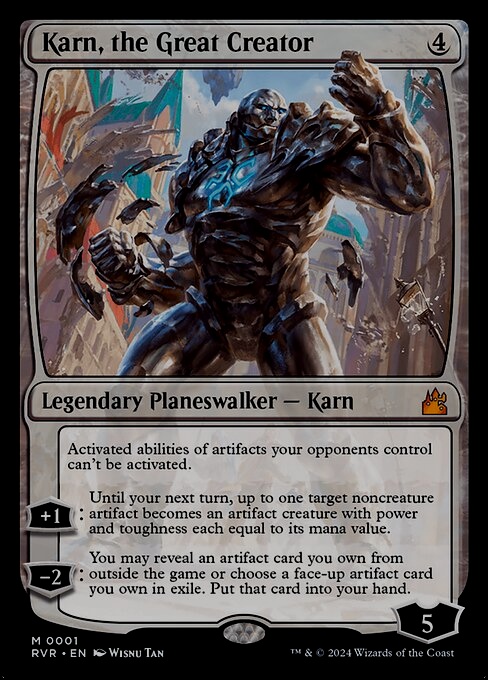 Karn, the Great Creator 4
Legendary Planeswalker — Karn
Activated abilities of artifacts your opponents control
can't be activated.
+1 : Until your next turn, up to one target noncreature
artifact becomes an artifact creature with power
and toughness each equal to its mana value.
−2 : You may reveal an artifact card you own from
outside the game or choose a face-up artifact card
you own in exile. Put that card into your hand.
5
M 0001
RVR • EN Wisnu Tan
™ & © 2024 Wizards of the Coast